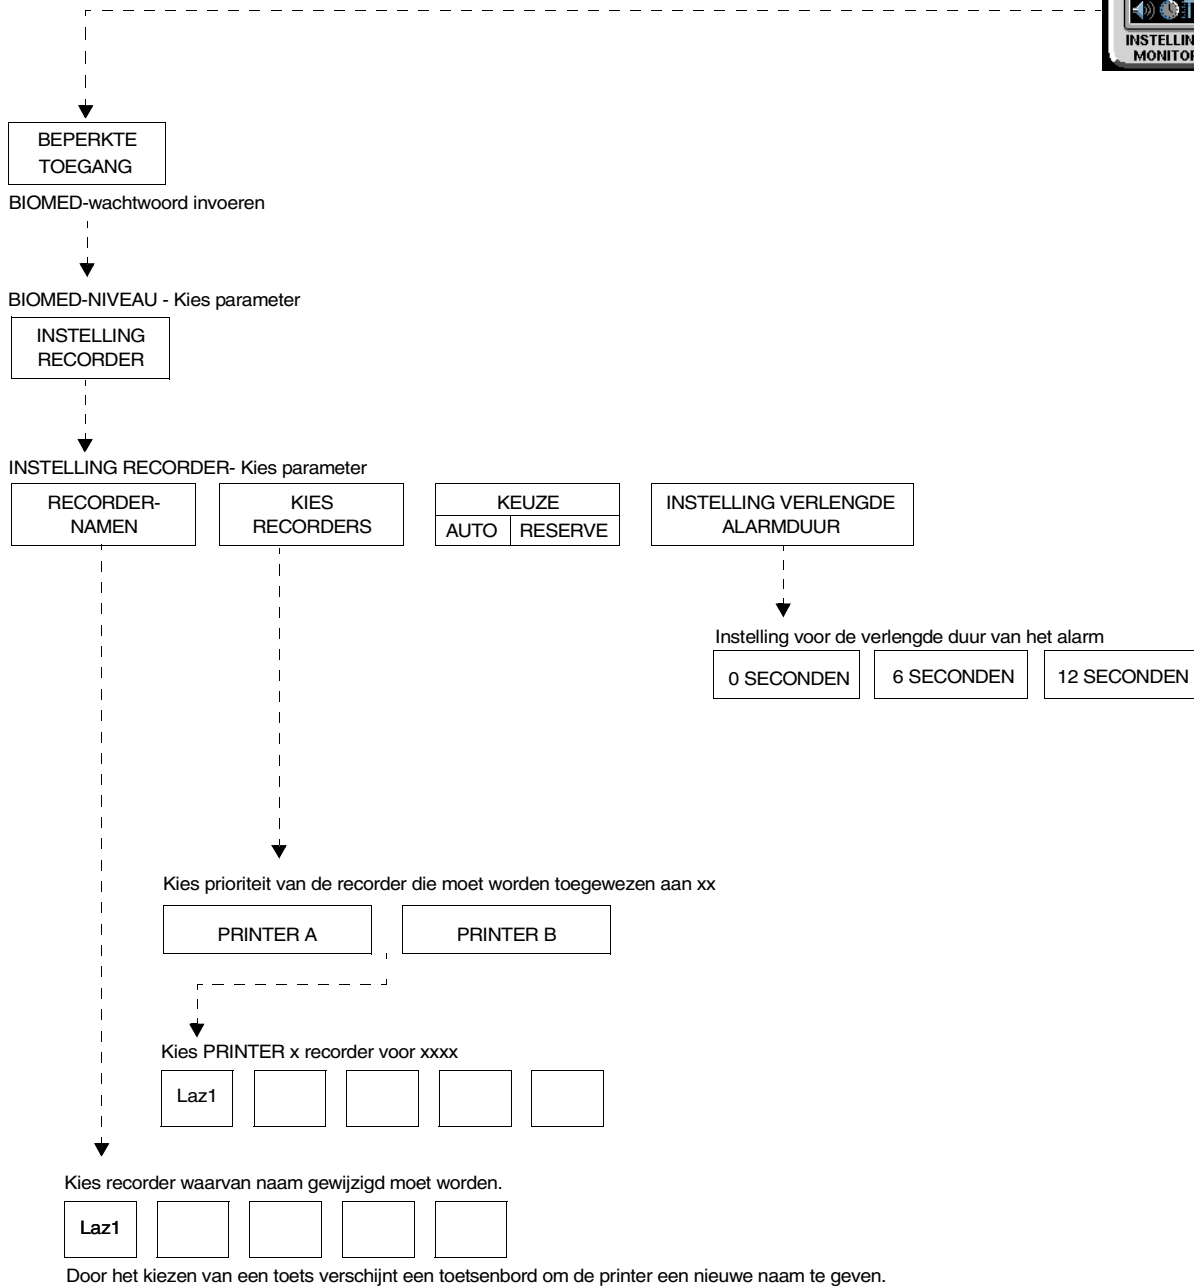 INSTELLIN
MONITOR
BEPERKTE
TOEGANG
BIOMED-wachtwoord invoeren
BIOMED-NIVEAU - Kies parameter
INSTELLING
RECORDER
INSTELLING RECORDER- Kies parameter
RECORDER-
NAMEN
KIES
RECORDERS
KEUZE
AUTO RESERVE
INSTELLING VERLENGDE
ALARMDUUR
Instelling voor de verlengde duur van het alarm
0 SECONDEN 6 SECONDEN 12 SECONDEN
Kies prioriteit van de recorder die moet worden toegewezen aan xx
PRINTER A PRINTER B
Kies PRINTER x recorder voor xxxx
Laz1
Kies recorder waarvan naam gewijzigd moet worden.
Laz1
Door het kiezen van een toets verschijnt een toetsenbord om de printer een nieuwe naam te geven.